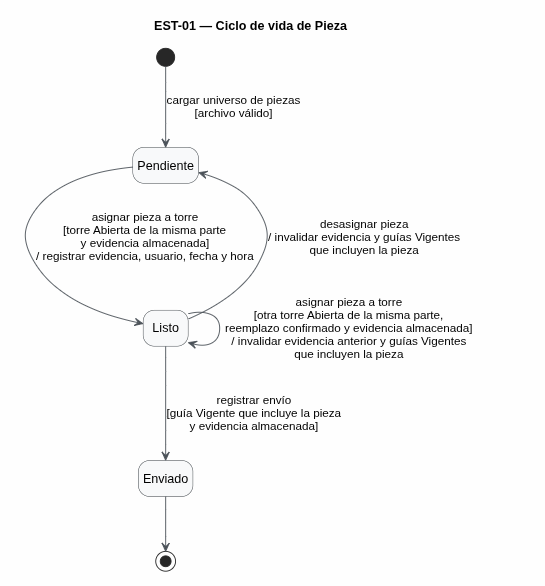 EST-01 — Ciclo de vida de Pieza
cargar universo de piezas
[archivo válido]
Pendiente
asignar pieza a torre
[torre Abierta de la misma parte
y evidencia almacenada]
/ registrar evidencia, usuario, fecha y hora
desasignar pieza
/ invalidar evidencia y guías Vigentes
que incluyen la pieza
Listo
asignar pieza a torre
[otra torre Abierta de la misma parte,
reemplazo confirmado y evidencia almacenada]
/ invalidar evidencia anterior y guías Vigentes
que incluyen la pieza
registrar envío
[guía Vigente que incluye la pieza
y evidencia almacenada]
Enviado